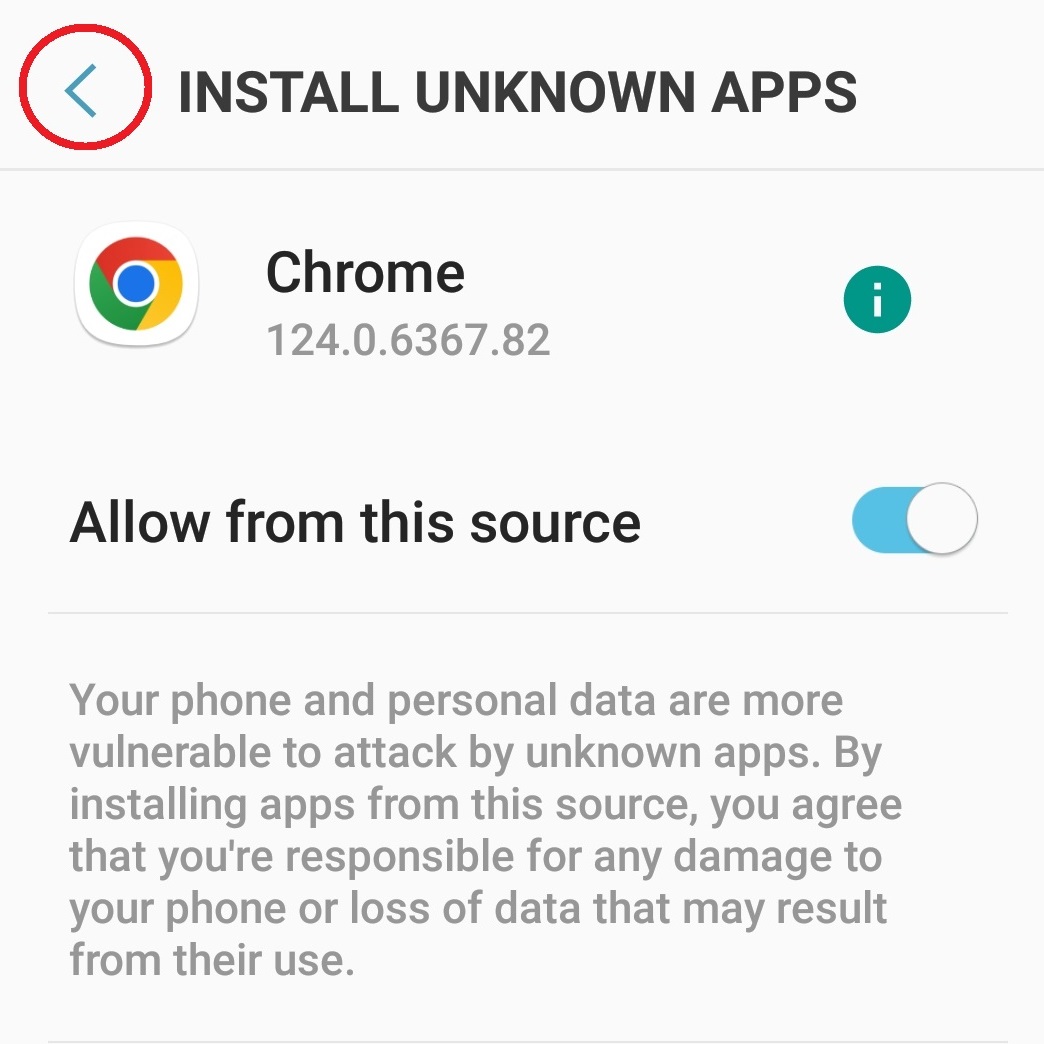 INSTALL UNKNOWN APPS
Chrome
124.0.6367.82
Allow from this source
Your phone and personal data are more
vulnerable to attack by unknown apps. By
installing apps from this source, you agree
that you're responsible for any damage to
your phone or loss of data that may result
from their use.